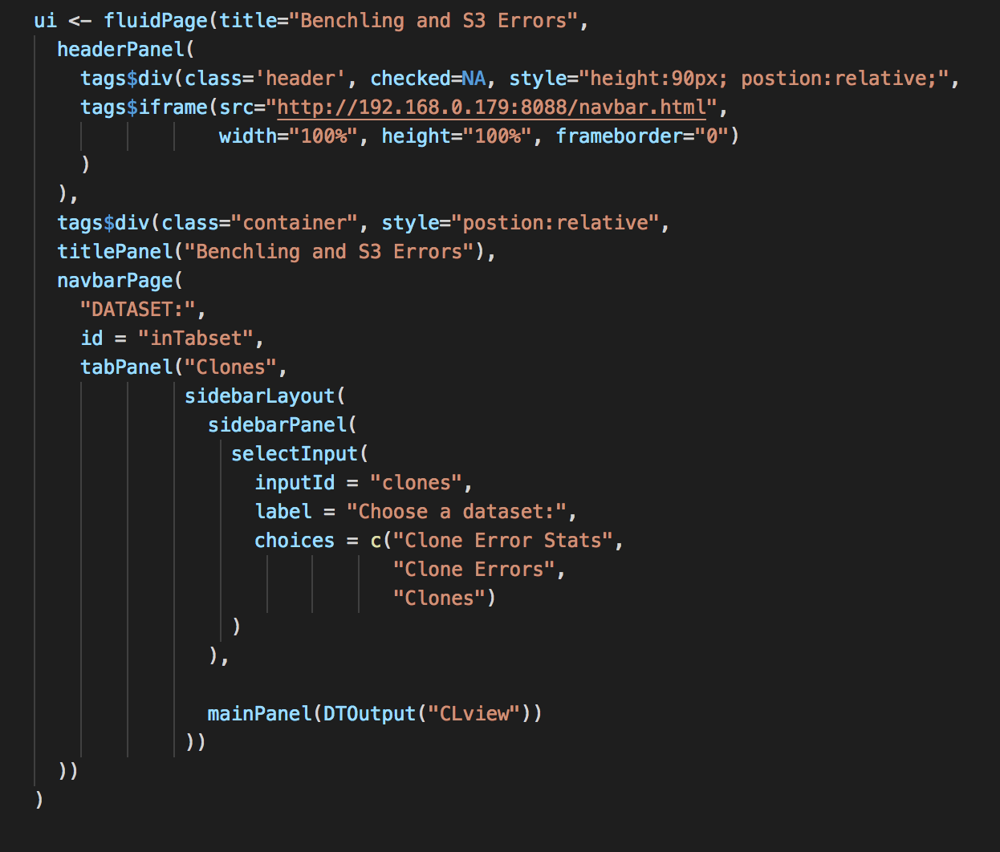 ui <- fluidPage(title="Benchling and S3 Errors",
headerPanel(
tags$div(class='header', checked=NA, style="height:90px; postion:relative;",
tags$iframe(src="http://192.168.0.179:8088/navbar.html",
width="100%", height="100%", frameborder="0")
)
),
tags$div(class="container", style="postion:relative",
titlePanel("Benchling and S3 Errors"),
navbarPage(
"DATASET:",
id = "inTabset",
tabPanel("Clones",
sidebarLayout(
sidebarPanel(
selectInput(
inputId = "clones",
label = "Choose a dataset:",
choices = c("Clone Error Stats",
"Clone Errors",
"Clones")
)
),
mainPanel(DTOutput("CLview"))
))
))
)